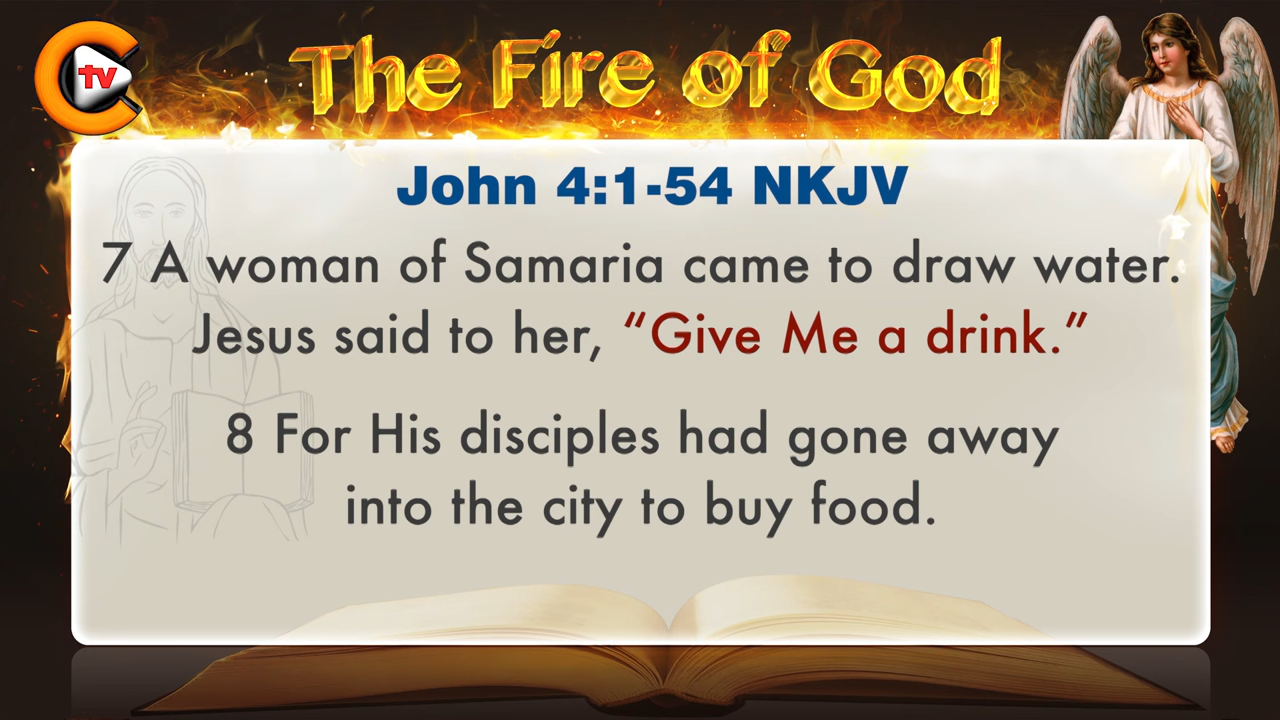 tv
The Fire of God
John 4:1-54 NKJV
7 A woman of Samaria came to draw water.
Jesus said to her, “Give Me a drink.”
8 For His disciples had gone away
into the city to buy food.